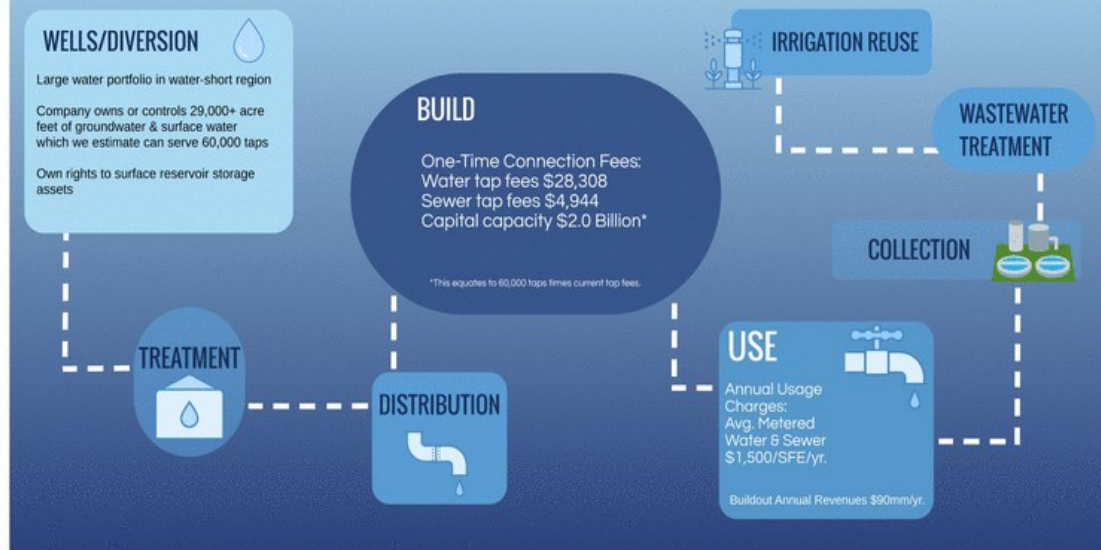 WELLS/DIVERSION
Large water portfolio in water-short region
Company owns or controls 29,000+ acre
feet of groundwater & surface water
which we estimate can serve 60,000 taps
Own rights to surface reservoir storage
assets
TREATMENT
DISTRIBUTION
BUILD
One-Time Connection Fees:
Water tap fees $28,308
Sewer tap fees $4,944
Capital capacity $2.0 Billion*
*This equates to 60,000 taps times current tap fees.
USE
Annual Usage
Charges:
Avg. Metered
Water & Sewer
$1,500/SFE/yr.
Buildout Annual Revenues $90mm/yr.
COLLECTION
WASTEWATER
TREATMENT
IRRIGATION REUSE